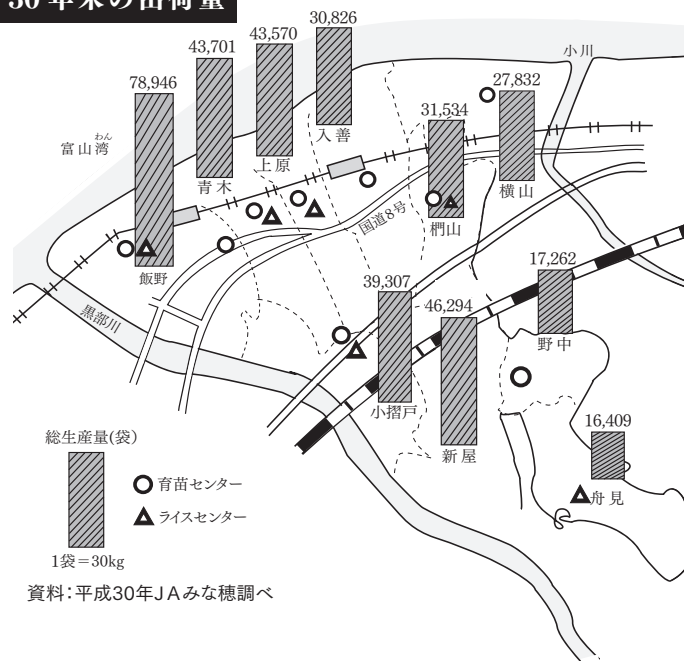 30年米の出荷量
30,826
43,570
43,701
小川
27,832
78,946
31,534
わん
富山湾
入善
上原
青木
横山
国道8号
椚山
17,262
飯野
39,307
46,294
黒部川
野中
小摺戸
16,409
総生産量(袋)
新屋
育苗センター
舟見
ライスセンター
1袋=30kg
資料:平成30年JAみな穂調べ